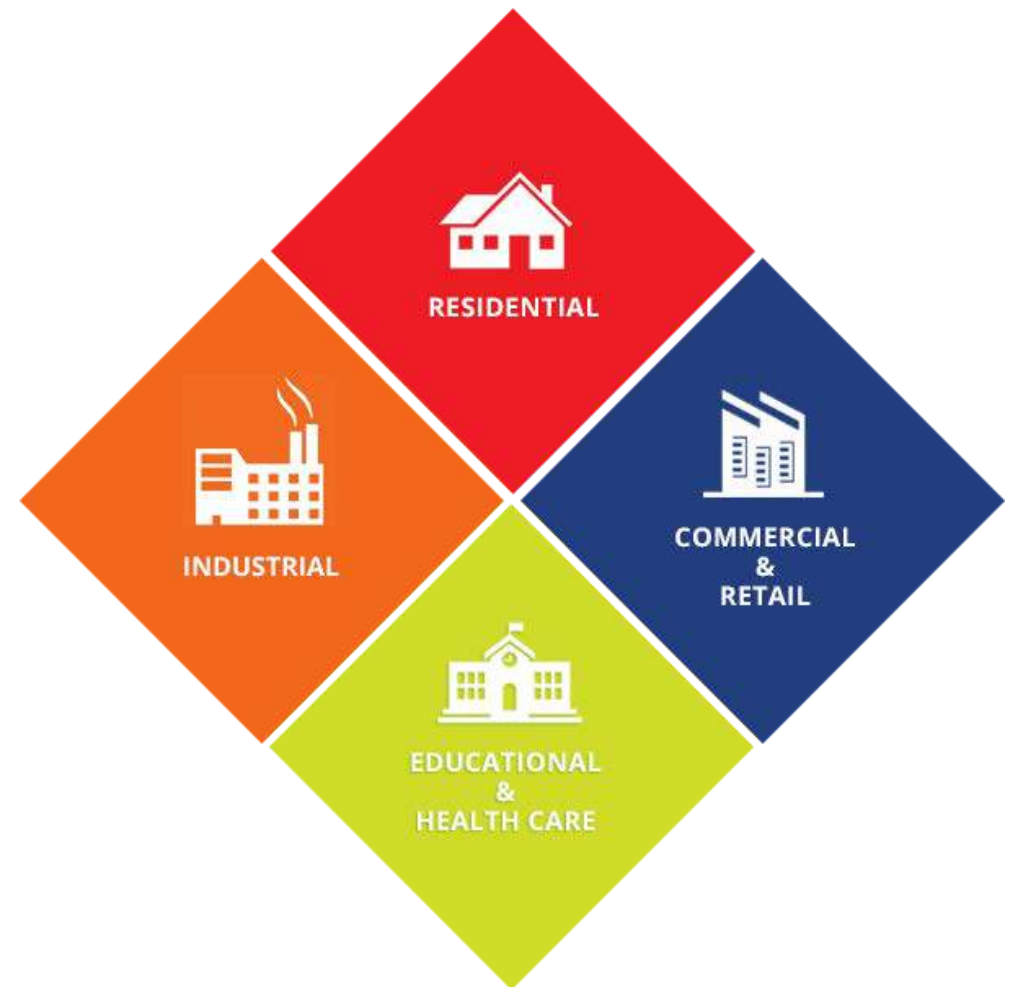 RESIDENTIAL
INDUSTRIAL
COMMERCIAL
&
RETAIL
EDUCATIONAL
&
HEALTH CARE